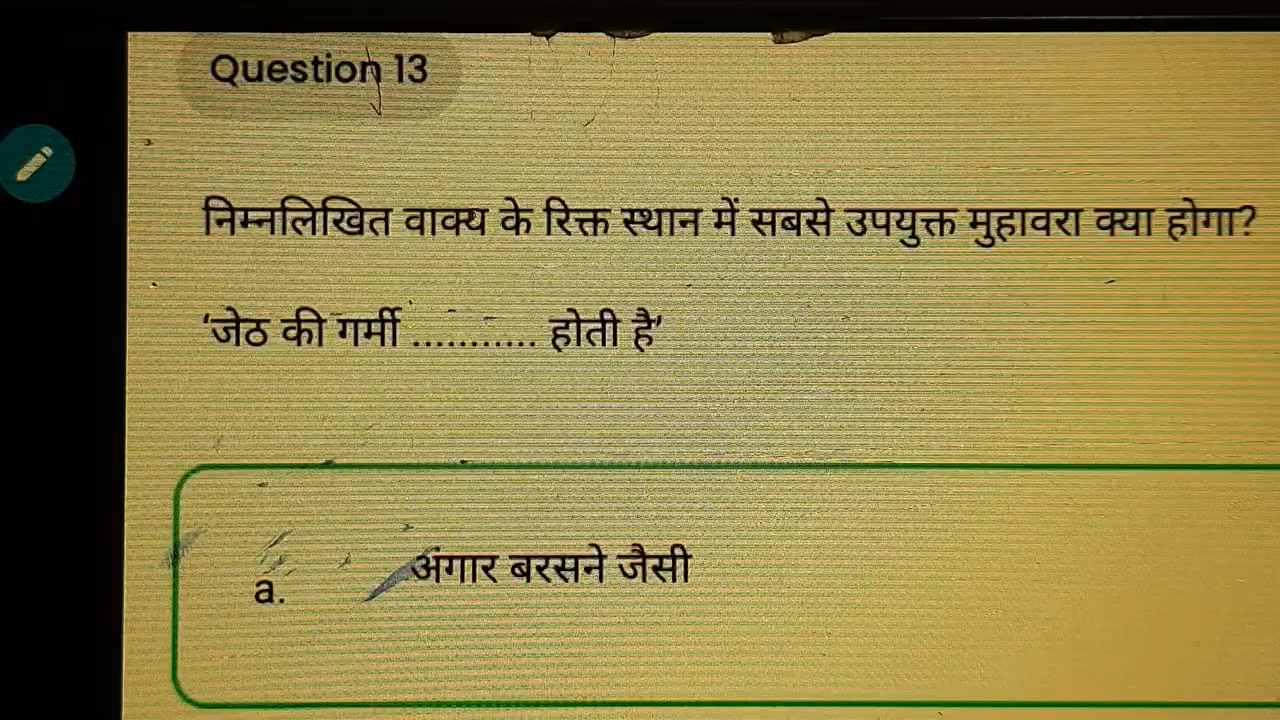 Question 13
निम्नलिखित वाक्य के रिक्त स्थान में सबसे उपयुक्त मुहावरा क्या होगा?
'जेठ की गर्मी ........... होती है'
a. अंगार बरसने जैसी